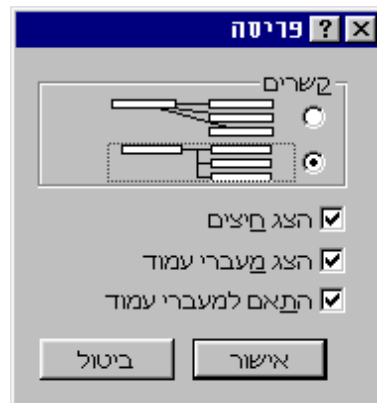 פריסה
קשרים
הצג חיצים
הצג מעברי עמוד
התאם למעברי עמוד
אישור
ביטול